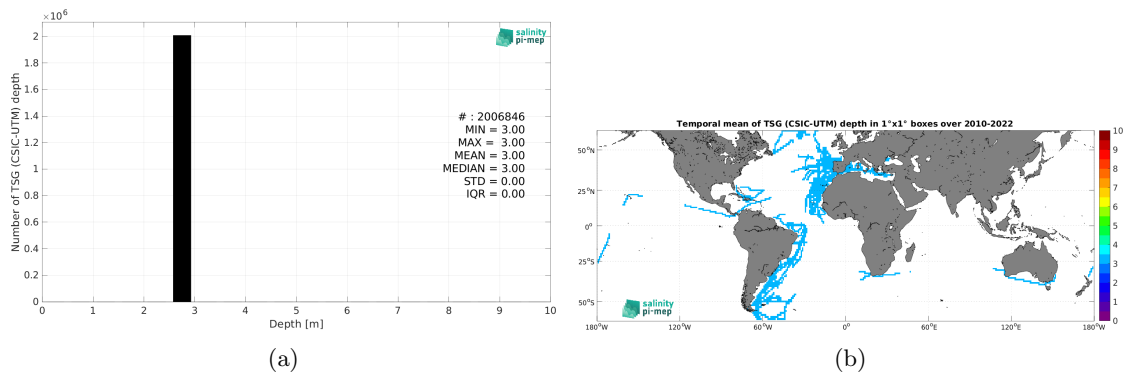 ×10⁶
2
1.8
1.6
1.4
1.2
1
0.8
0.6
0.4
0.2
0
Number of TSG (CSIC-UTM) depth
salinity
pi-mep
# : 2006846
MIN = 3.00
MAX = 3.00
MEAN = 3.00
MEDIAN = 3.00
STD = 0.00
IQR = 0.00
0 1 2 3 4 5 6 7 8 9 10
Depth [m]
(a)
Temporal mean of TSG (CSIC-UTM) depth in 1°x1° boxes over 2010-2022
50°N
25°N
0°
25°S
50°S
salinity
pi-mep
180°W 120°W 60°W 0° 60°E 120°E 180°E
10
9
8
7
6
5
4
3
2
1
0
(b)